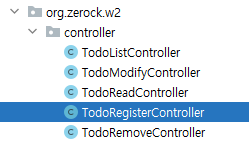 org.zerock.w2
controller
TodoListController
TodoModifyController
TodoReadController
TodoRegisterController
TodoRemoveController